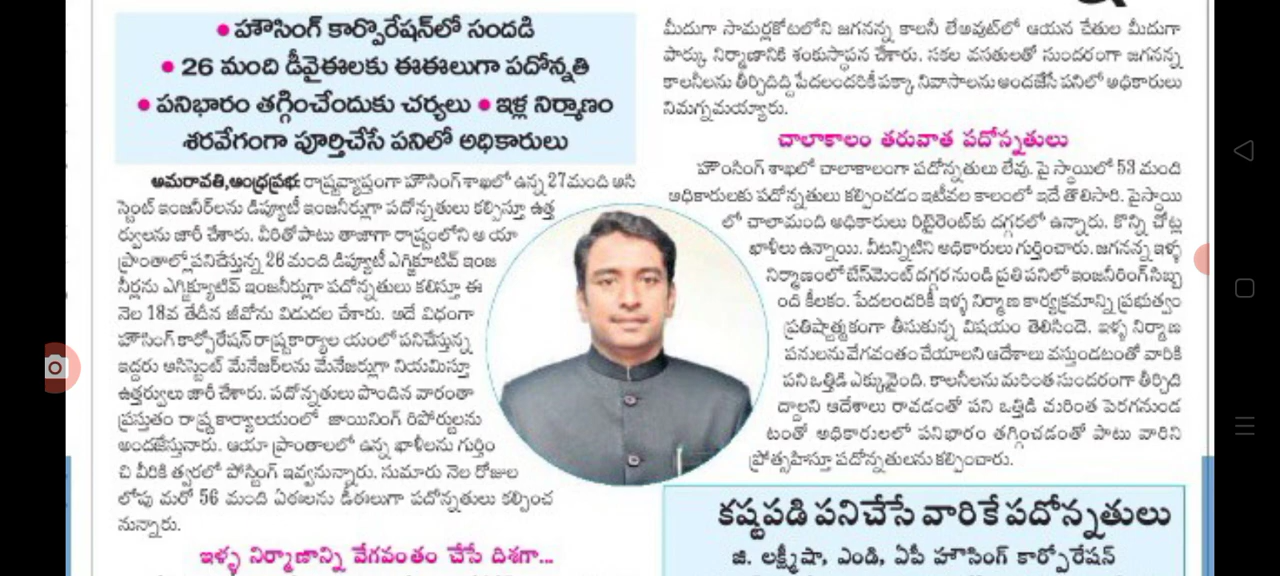 • హౌసింగ్ కార్పొరేషన్‌లో సందడి
• 26 మంది డీవైఈలకు ఈఈలుగా పదోన్నతి
• పనిభారం తగ్గించేందుకు చర్యలు • ఇళ్ల నిర్మాణం
శరవేగంగా పూర్తిచేసే పనిలో అధికారులు
అమరావతి,ఆంధ్రప్రభ: రాష్ట్రవ్యాప్తంగా హౌసింగ్ శాఖలో ఉన్న 27మంది అసి
స్టెంట్ ఇంజనీర్‌లను డిప్యూటీ ఇంజనీర్లుగా పదోన్నతులు కల్పిస్తూ ఉత్త
ర్వులను జారీ చేశారు. వీరితోపాటు తాజాగా రాష్ట్రంలోని ఆ యా
ప్రాంతాల్లో పనిచేస్తున్న 26 మంది డిప్యూటీ ఎగ్జిక్యూటివ్ ఇంజ
నీర్లను ఎగ్జిక్యూటివ్ ఇంజనీర్లుగా పదోన్నతులు కలిస్తూ ఈ
నెల 18వ తేదీన జీవోను విడుదల చేశారు. అదే విధంగా
హౌసింగ్ కార్పోరేషన్ రాష్ట్రకార్యాల యంలో పనిచేస్తున్న
ఇద్దరు అసిస్టెంట్ మేనేజర్‌లను మేనేజర్లుగా నియమిస్తూ
ఉత్తర్వులు జారీ చేశారు. పదోన్నతులు పొందిన వారంతా
ప్రస్తుతం రాష్ట్ర కార్యాలయంలో జాయినింగ్ రిపోర్టులను
అందజేస్తునారు. ఆయా ప్రాంతాలలో ఉన్న ఖాళీలను గుర్తిం
చి వీరికి త్వరలో పోస్టింగ్ ఇవ్వనున్నారు. సుమారు నెల రోజుల
లోపు మరో 56 మంది ఏఈలను డీఈలుగా పదోన్నతులు కల్పించ
నున్నారు.
ఇళ్ళ నిర్మాణాన్ని వేగవంతం చేసే దిశగా...
మీదుగా సామర్లకోటలోని జగనన్న కాలనీ లేఅవుట్‌లో ఆయన చేతుల మీదుగా
పార్కు నిర్మాణానికి శంకుస్థాపన చేశారు. సకల వసతులతో సుందరంగా జగనన్న
కాలనీలను తీర్చిదిద్ది పేదలందరికీ పక్కా నివాసాలను అందజేసే పనిలో అధికారులు
నిమగ్నమయ్యారు.
చాలాకాలం తరువాత పదోన్నతులు
హౌంసింగ్ శాఖలో చాలాకాలంగా పదోన్నతులు లేవు. పై స్థాయిలో 53 మంది
అధికారులకు పదోన్నతులు కల్పించడం ఇటీవల కాలంలో ఇదే తొలిసారి. పైస్థాయి
లో చాలామంది అధికారులు రిటైరెంట్‌కు దగ్గరలో ఉన్నారు. కొన్ని చోట్ల
ఖాళీలు ఉన్నాయి. వీటన్నిటిని అధికారులు గుర్తించారు. జగనన్న ఇళ్ళ
నిర్మాణంలో బేస్‌మెంట్ దగ్గర నుండి ప్రతి పనిలో ఇంజనీరింగ్ సిబ్బ
ంది కీలకం. పేదలందరికీ ఇళ్ళ నిర్మాణ కార్యక్రమాన్ని ప్రభుత్వం
ప్రతిష్టాత్మకంగా తీసుకున్న విషయం తెలిసిందె. ఇళ్ళ నిర్మాణ
పనులను వేగవంతం చేయాలని ఆదేశాలు వస్తుండటంతో వారికి
పని ఒత్తిడి ఎక్కువైంది. కాలనీలను మరింత సుందరంగా తీర్చిది
ద్దాలని ఆదేశాలు రావడంతో పని ఒత్తిడి మరింత పెరగనుండ
టంతో అధికారులలో పనిభారం తగ్గించడంతో పాటు వారిని
ప్రోత్సహిస్తూ పదోన్నతులను కల్పించారు.
కష్టపడి పనిచేసే వారికే పదోన్నతులు
జి. లక్ష్మీషా, ఎండి, ఏపీ హౌసింగ్ కార్పోరేషన్